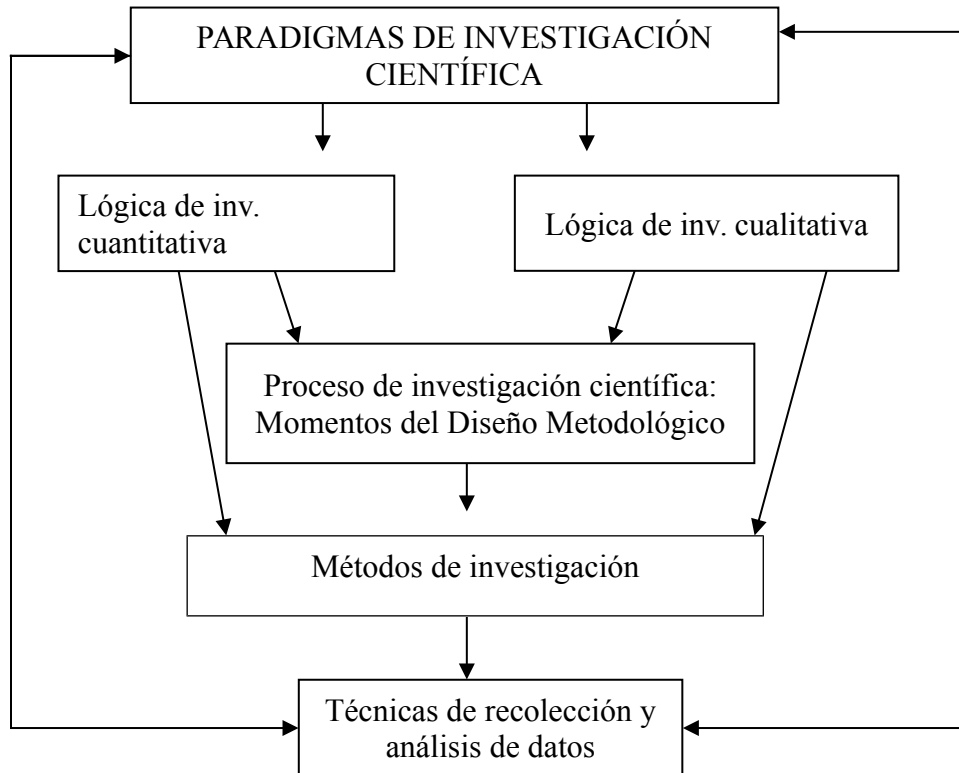 PARADIGMAS DE INVESTIGACIÓN
CIENTÍFICA
Lógica de inv.
cuantitativa
Lógica de inv. cualitativa
Proceso de investigación científica:
Momentos del Diseño Metodológico
Métodos de investigación
Técnicas de recolección y
análisis de datos